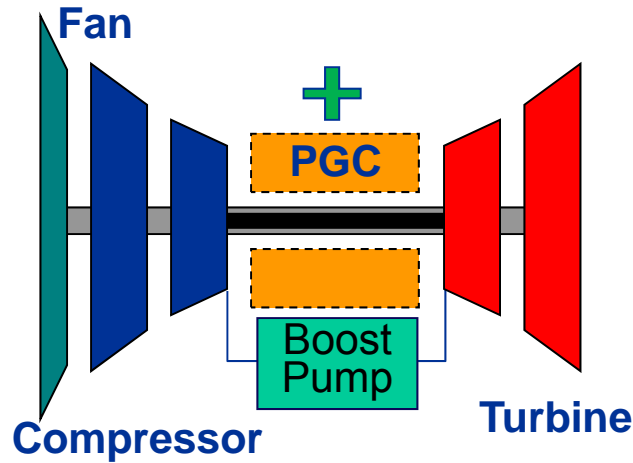 Fan
PGC
Boost
Pump
Turbine
Compressor